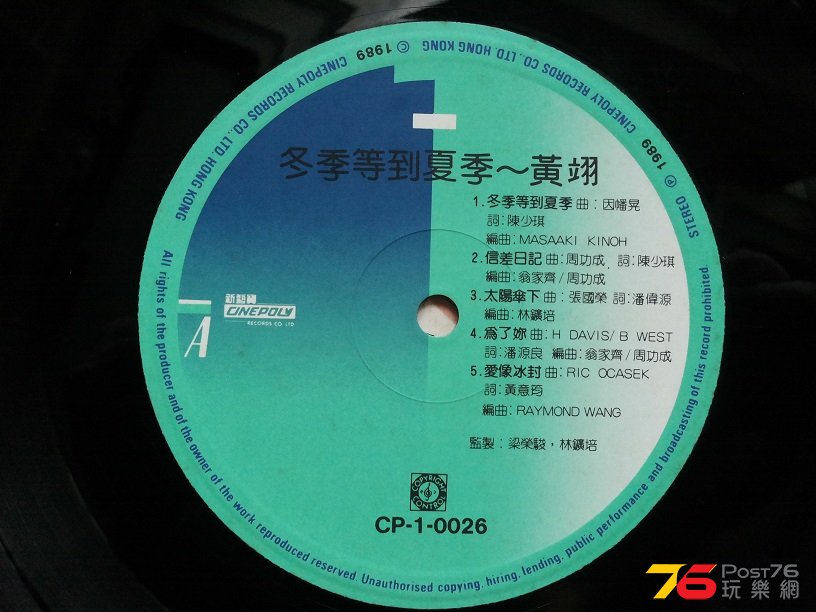 STEREO Ⓟ 1989 CINEPOLY RECORDS CO., LTD. HONG KONG © 1989 CINEPOLY RECORDS CO., LTD. HONG KONG
冬季等到夏季～黃翊
1.冬季等到夏季 曲：因幡晃
詞：陳少琪
編曲：MASAAKI KINOH
2.信差日記 曲：周功成，詞：陳少琪
編曲：翁家齊/周功成
3.太陽傘下 曲：張國榮 詞：潘偉源
編曲：林鑛培
4.為了妳 曲：H DAVIS/B WEST
詞：潘源良 編曲：翁家齊/周功成
5.愛像冰封 曲：RIC OCASEK
詞：黃意筠
編曲：RAYMOND WANG
監製：梁榮駿，林鑛培
新藝寶
CINEPOLY
RECORDS CO. LTD
A
COPYRIGHT CONTROL
CP-1-0026
All rights of the producer and of the owner of the work reproduced reserved. Unauthorised copying, hiring, lending, public performance and broadcasting of this record prohibited.
76 POST76
玩樂網